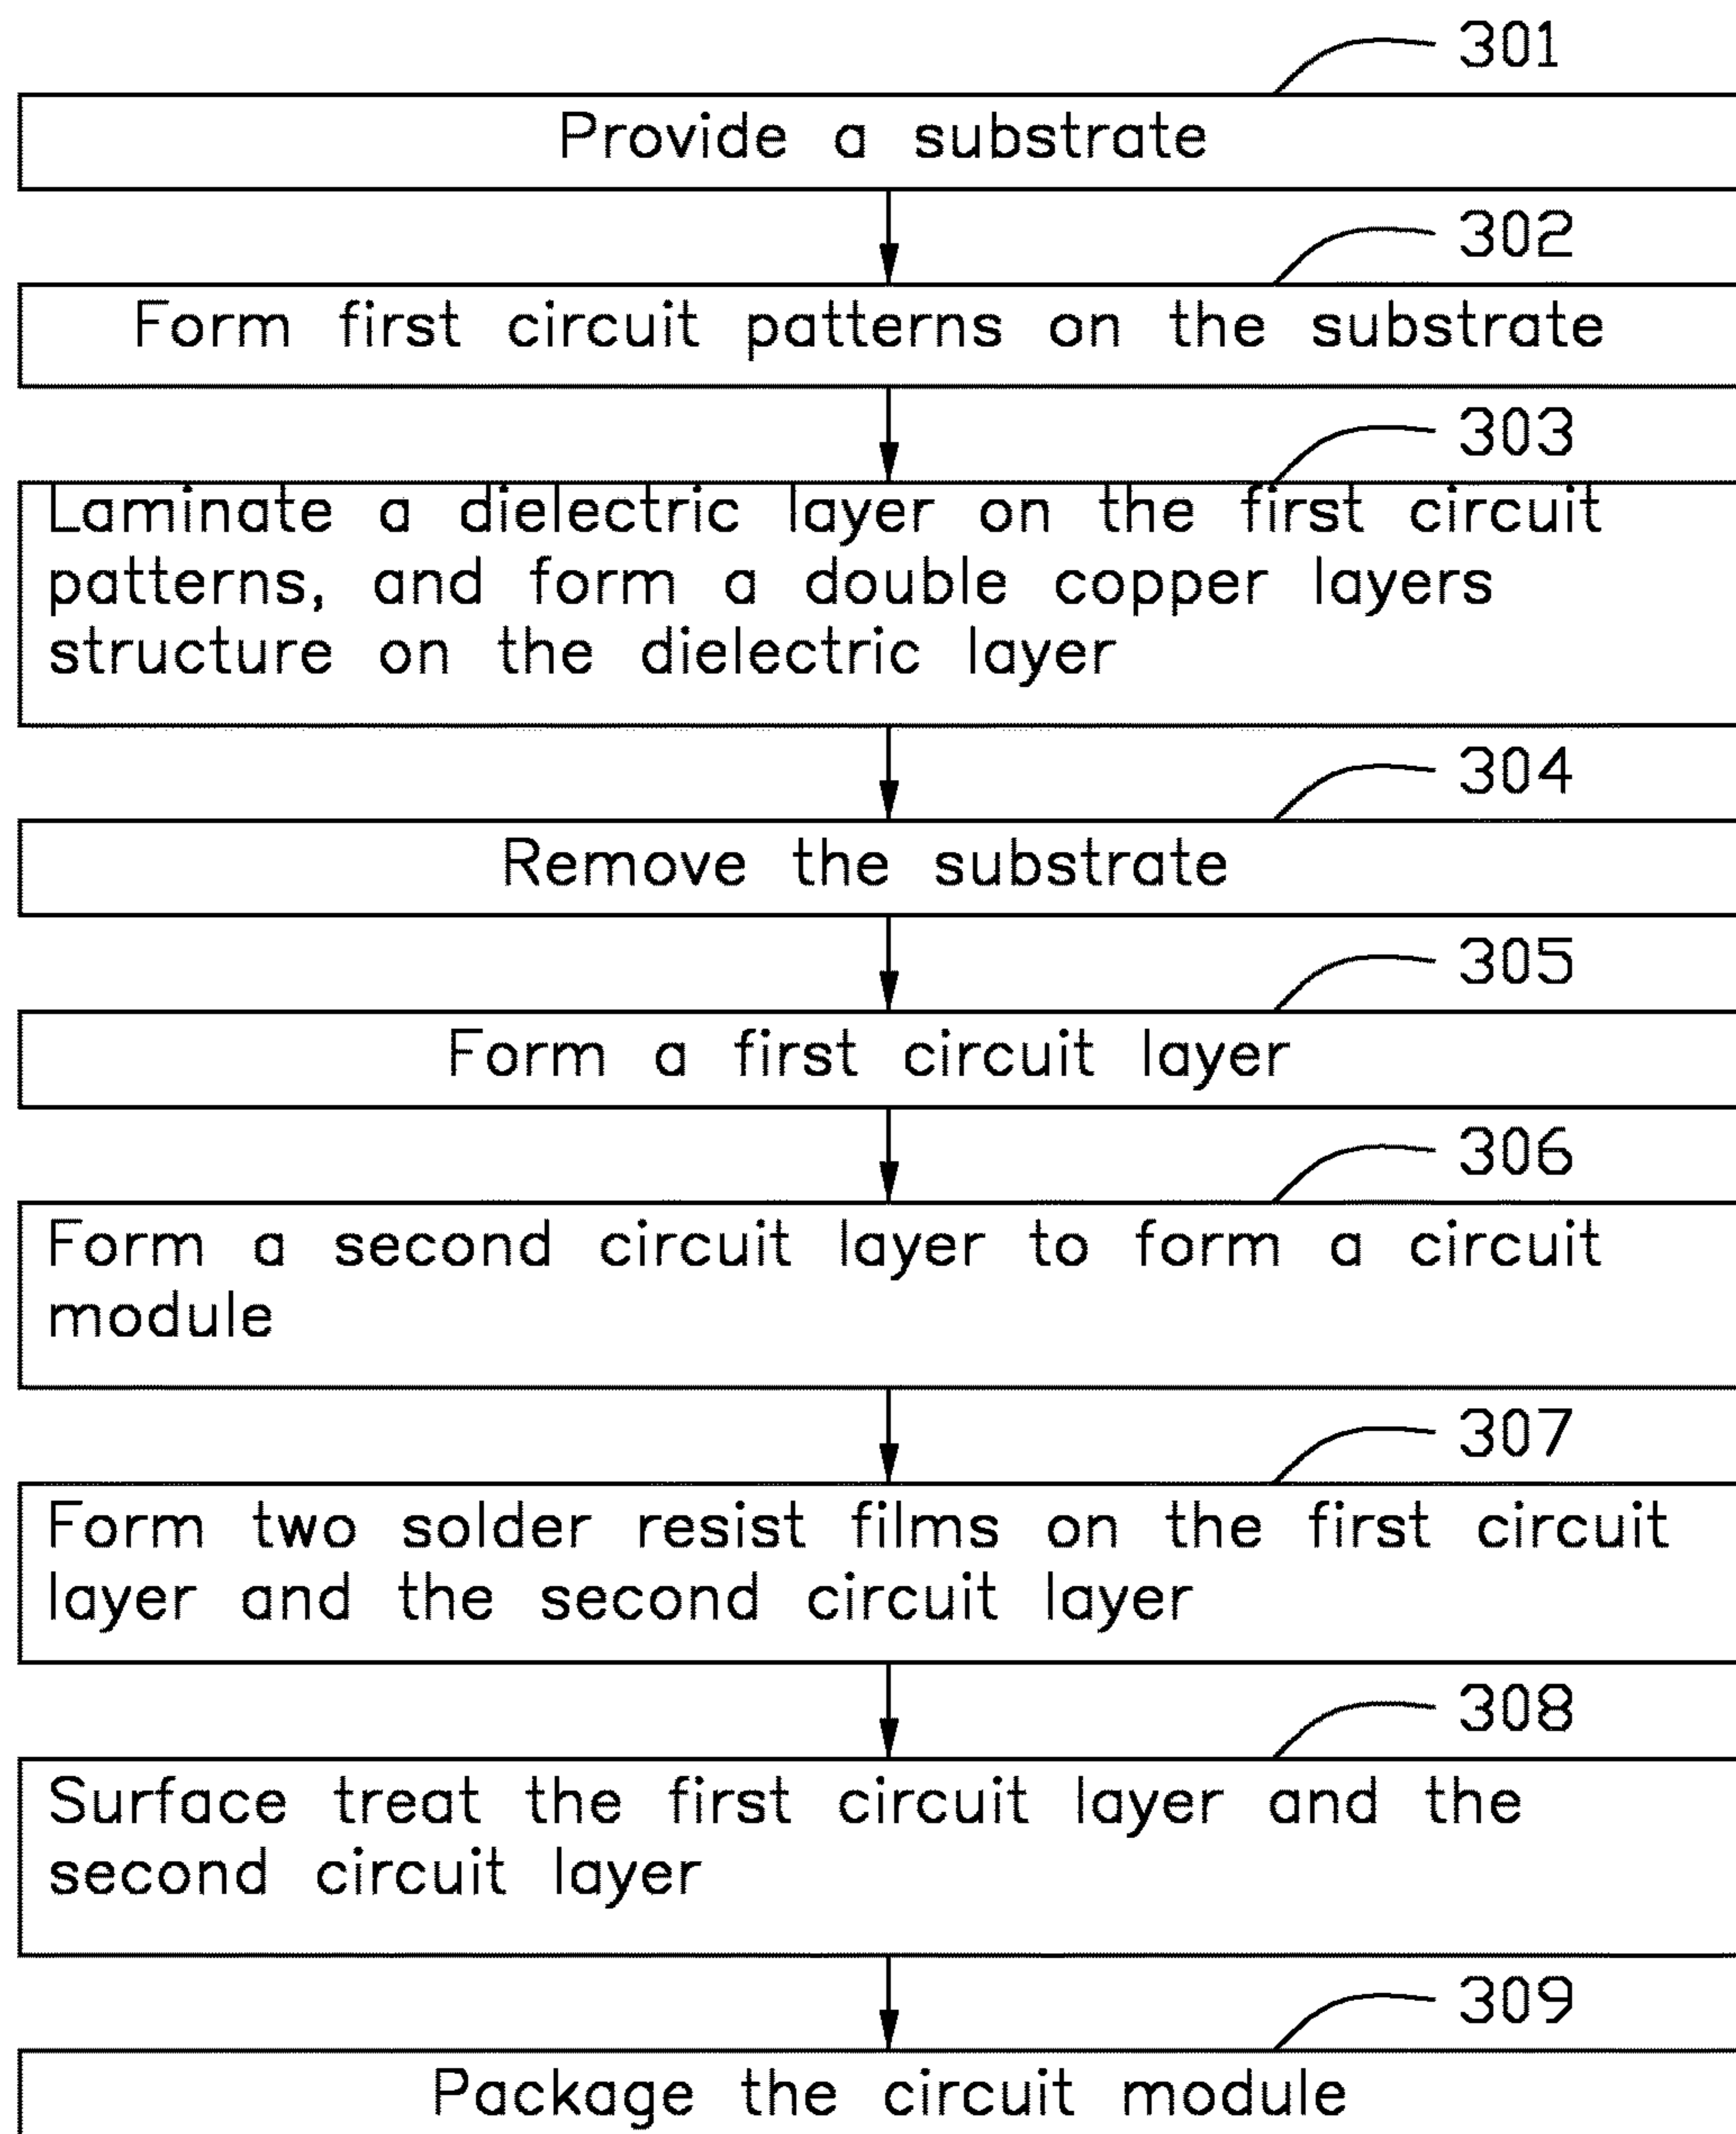 301
Provide a substrate
302
Form first circuit patterns on the substrate
303
Laminate a dielectric layer on the first circuit
patterns, and form a double copper layers
structure on the dielectric layer
304
Remove the substrate
305
Form a first circuit layer
306
Form a second circuit layer to form a circuit
module
307
Form two solder resist films on the first circuit
layer and the second circuit layer
308
Surface treat the first circuit layer and the
second circuit layer
309
Package the circuit module